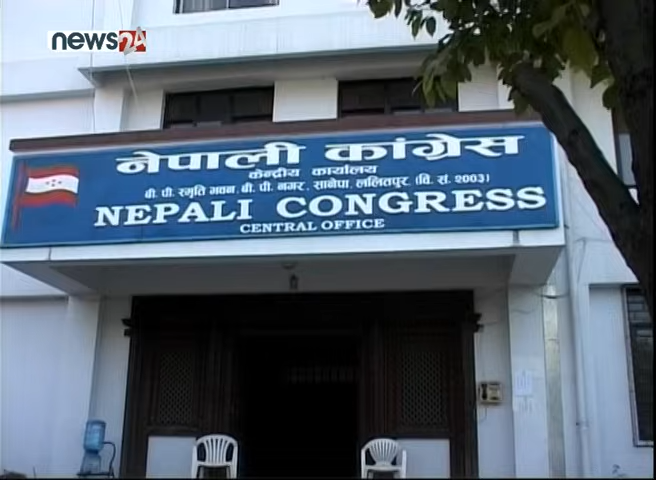 news24
नेपाली कांग्रेस
केन्द्रीय कार्यालय
बी. पी. स्मृति भवन, बी. पी. नगर, सानेपा, ललितपुर, (वि. सं. २००३)
NEPALI CONGRESS
CENTRAL OFFICE